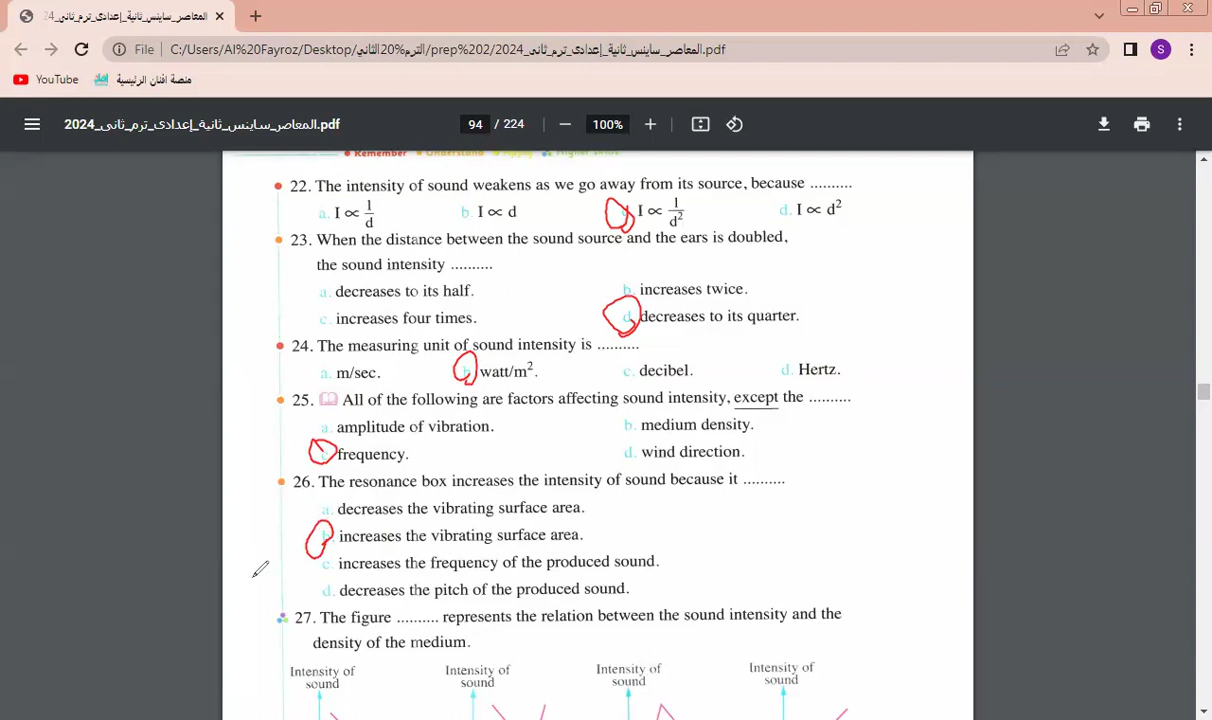 المعاصر_ساينس_ثانية_إعدادى_ترم_ثانى_24
File C:/Users/Al%20Fayroz/Desktop/الترم%20الثاني/prep%202/2024_المعاصر_ساينس_ثانية_إعدادى_ترم_ثانى.pdf
S
YouTube منصة افنان الرئيسية
2024_المعاصر_ساينس_ثانية_إعدادى_ترم_ثانى.pdf 94 / 224 100%
Remember Understand Apply
22. The intensity of sound weakens as we go away from its source, because ..........
a. I ∝ 1/d b. I ∝ d I ∝ 1/d² d. I ∝ d²
23. When the distance between the sound source and the ears is doubled,
the sound intensity ..........
a. decreases to its half. b. increases twice.
c. increases four times. d. decreases to its quarter.
24. The measuring unit of sound intensity is ..........
a. m/sec. b. watt/m². c. decibel. d. Hertz.
25. All of the following are factors affecting sound intensity, except the ..........
a. amplitude of vibration. b. medium density.
c. frequency. d. wind direction.
26. The resonance box increases the intensity of sound because it ..........
a. decreases the vibrating surface area.
b. increases the vibrating surface area.
c. increases the frequency of the produced sound.
d. decreases the pitch of the produced sound.
27. The figure .......... represents the relation between the sound intensity and the
density of the medium.
Intensity of Intensity of Intensity of Intensity of
sound sound sound sound